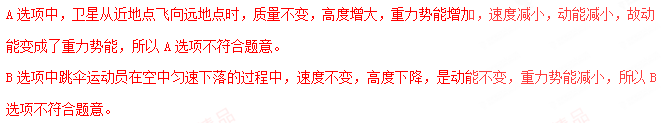 A选项中，卫星从近地点飞向远地点时，质量不变，高度增大，重力势能增加，速度减小，动能减小，故动
能变成了重力势能，所以A选项不符合题意。
B选项中跳伞运动员在空中匀速下落的过程中，速度不变，高度下降，是动能不变，重力势能减小，所以B
选项不符合题意。